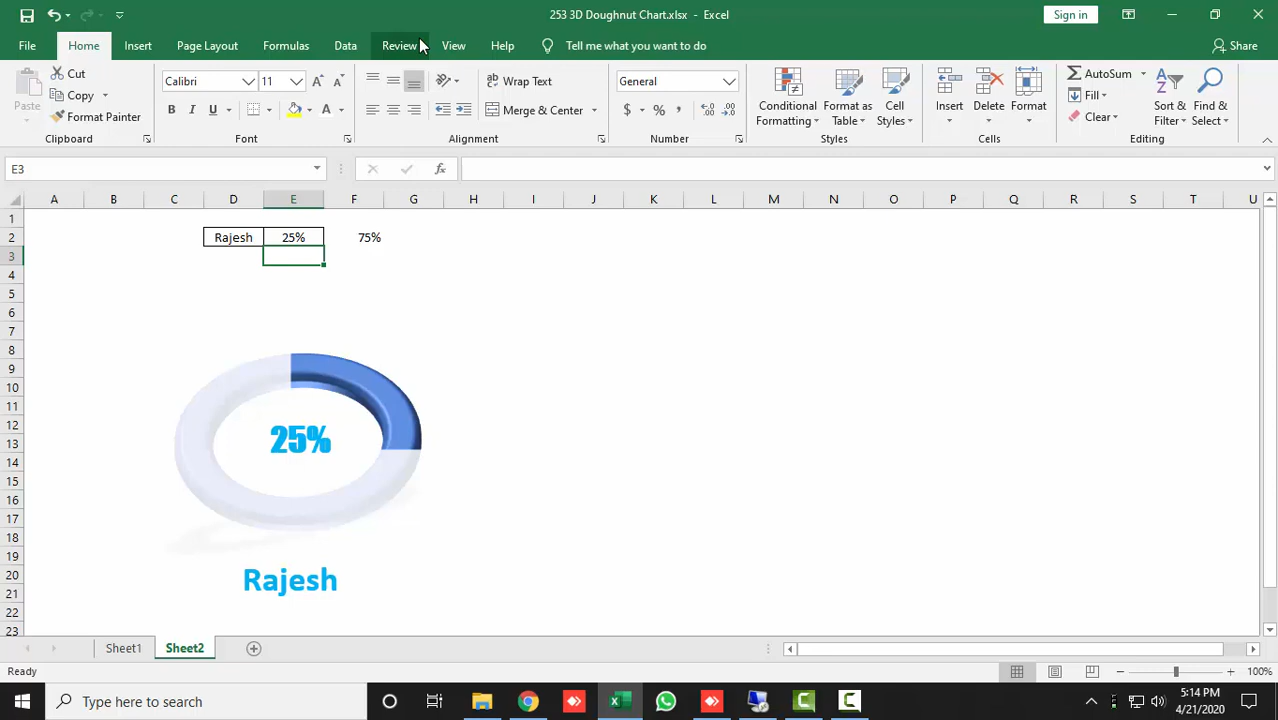 253 3D Doughnut Chart.xlsx - Excel
Sign in
File Home Insert Page Layout Formulas Data Review View Help Tell me what you want to do Share
Paste
Cut
Copy
Format Painter
Clipboard
Calibri 11
B I U
Font
Wrap Text
Merge & Center
Alignment
General
$ % ,
Number
Conditional
Formatting
Format as
Table
Cell
Styles
Styles
Insert Delete Format
Cells
AutoSum
Fill
Clear
Sort &
Filter
Find &
Select
Editing
E3
fx
A B C D E F G H I J K L M N O P Q R S T U
1
2 Rajesh 25% 75%
3
4
5
6
7
8
9
10
11
12
13
14
15
16
17
18
19
20
21
22
23
25%
Rajesh
Sheet1 Sheet2
Ready
100%
Type here to search
5:14 PM
4/21/2020